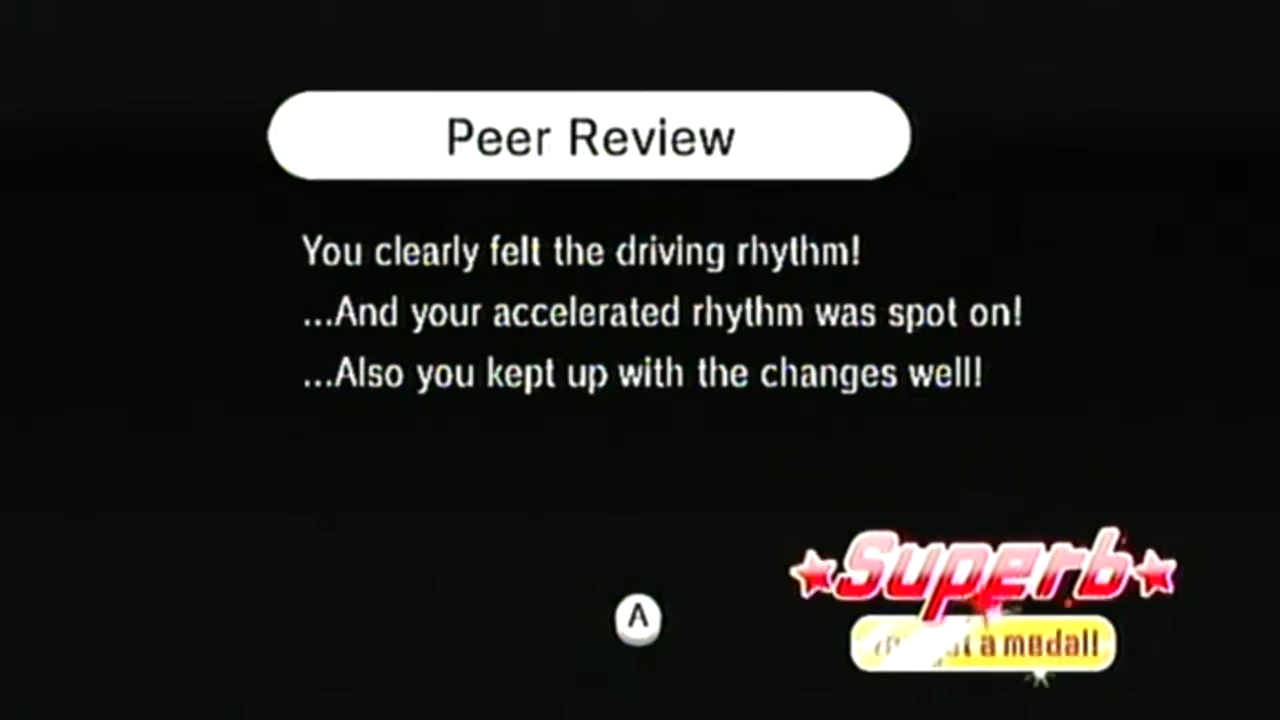 Peer Review
You clearly felt the driving rhythm!
...And your accelerated rhythm was spot on!
...Also you kept up with the changes well!
A
Superb
a medal!